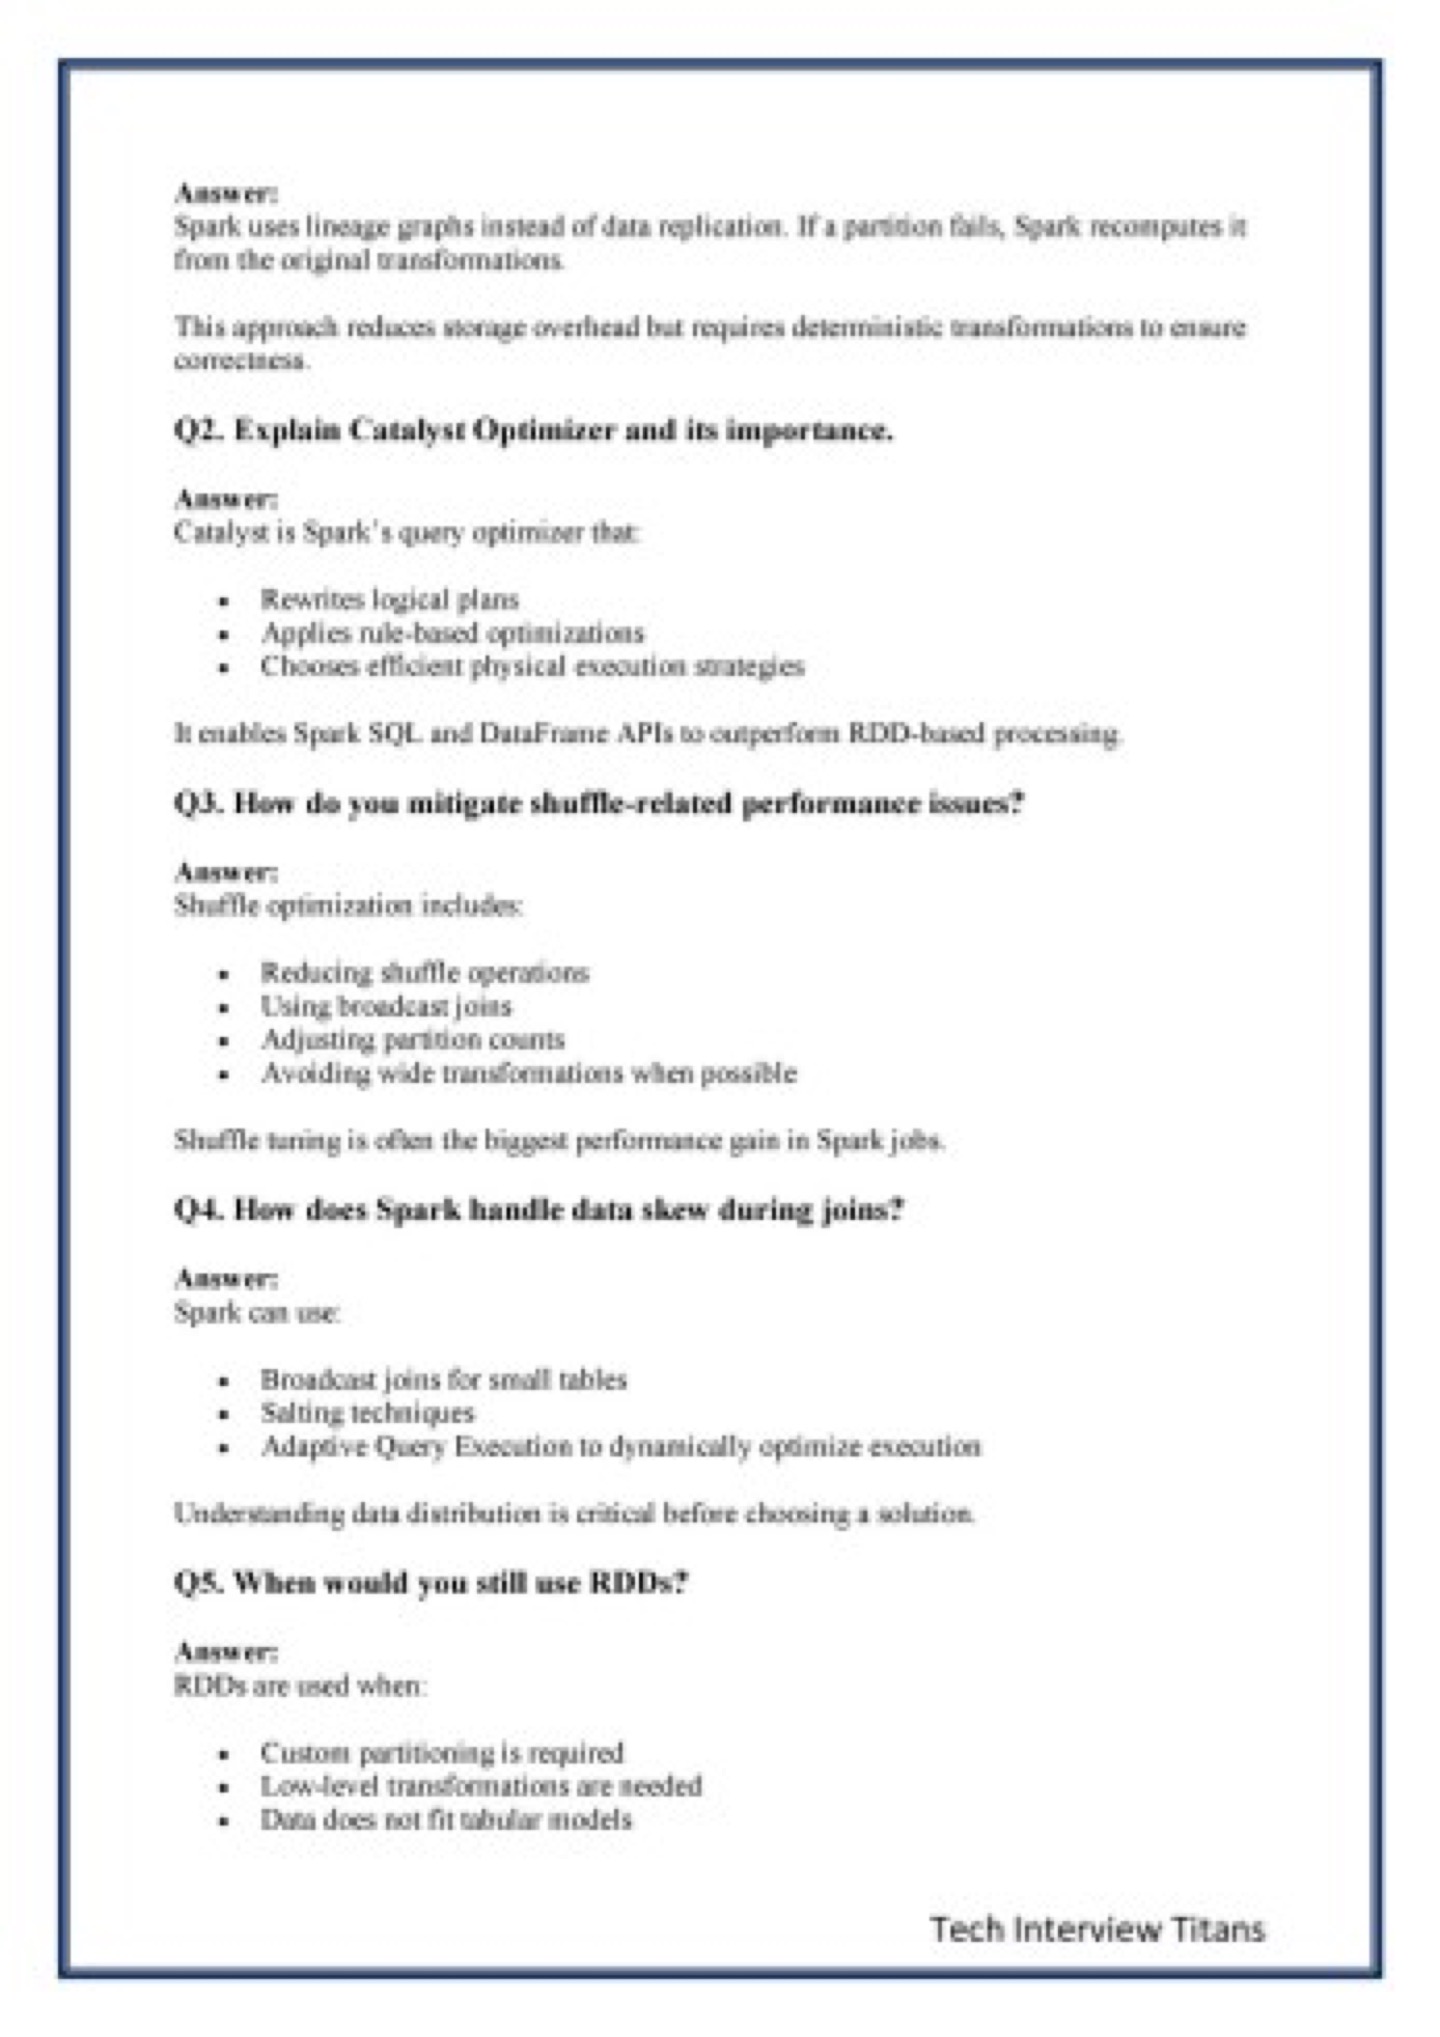 Answer:
Spark uses lineage graphs instead of data replication. If a partition fails, Spark recomputes it
from the original transformations.
This approach reduces storage overhead but requires deterministic transformations to ensure
correctness.
Q2. Explain Catalyst Optimizer and its importance.
Answer:
Catalyst is Spark's query optimizer that:
• Rewrites logical plans
• Applies rule-based optimizations
• Chooses efficient physical execution strategies
It enables Spark SQL and DataFrame APIs to outperform RDD-based processing.
Q3. How do you mitigate shuffle-related performance issues?
Answer:
Shuffle optimization includes:
• Reducing shuffle operations
• Using broadcast joins
• Adjusting partition counts
• Avoiding wide transformations when possible
Shuffle tuning is often the biggest performance gain in Spark jobs.
Q4. How does Spark handle data skew during joins?
Answer:
Spark can use:
• Broadcast joins for small tables
• Salting techniques
• Adaptive Query Execution to dynamically optimize execution
Understanding data distribution is critical before choosing a solution.
Q5. When would you still use RDDs?
Answer:
RDDs are used when:
• Custom partitioning is required
• Low-level transformations are needed
• Data does not fit tabular models
Tech Interview Titans